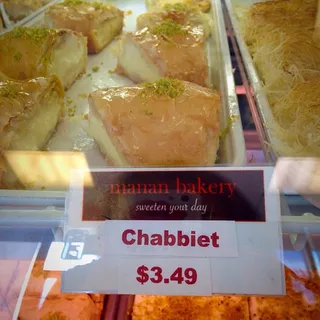 manan bakery
sweeten your day
Chabbiet
$3.49